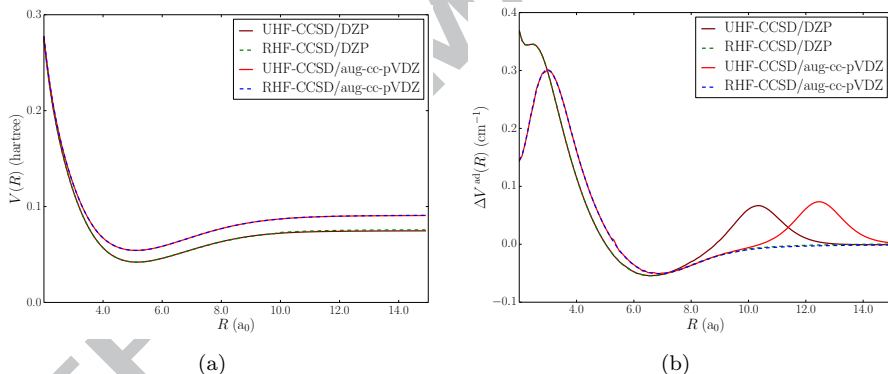 UHF-CCSD/DZP
RHF-CCSD/DZP
UHF-CCSD/aug-cc-pVDZ
RHF-CCSD/aug-cc-pVDZ
0.3
0.2
0.1
0.0
V(R) (hartree)
4.0 6.0 8.0 10.0 12.0 14.0
R (a₀)
(a)
UHF-CCSD/DZP
RHF-CCSD/DZP
UHF-CCSD/aug-cc-pVDZ
RHF-CCSD/aug-cc-pVDZ
0.4
0.3
0.2
0.1
0.0
−0.1
ΔVᵃᵈ(R) (cm⁻¹)
4.0 6.0 8.0 10.0 12.0 14.0
R (a₀)
(b)